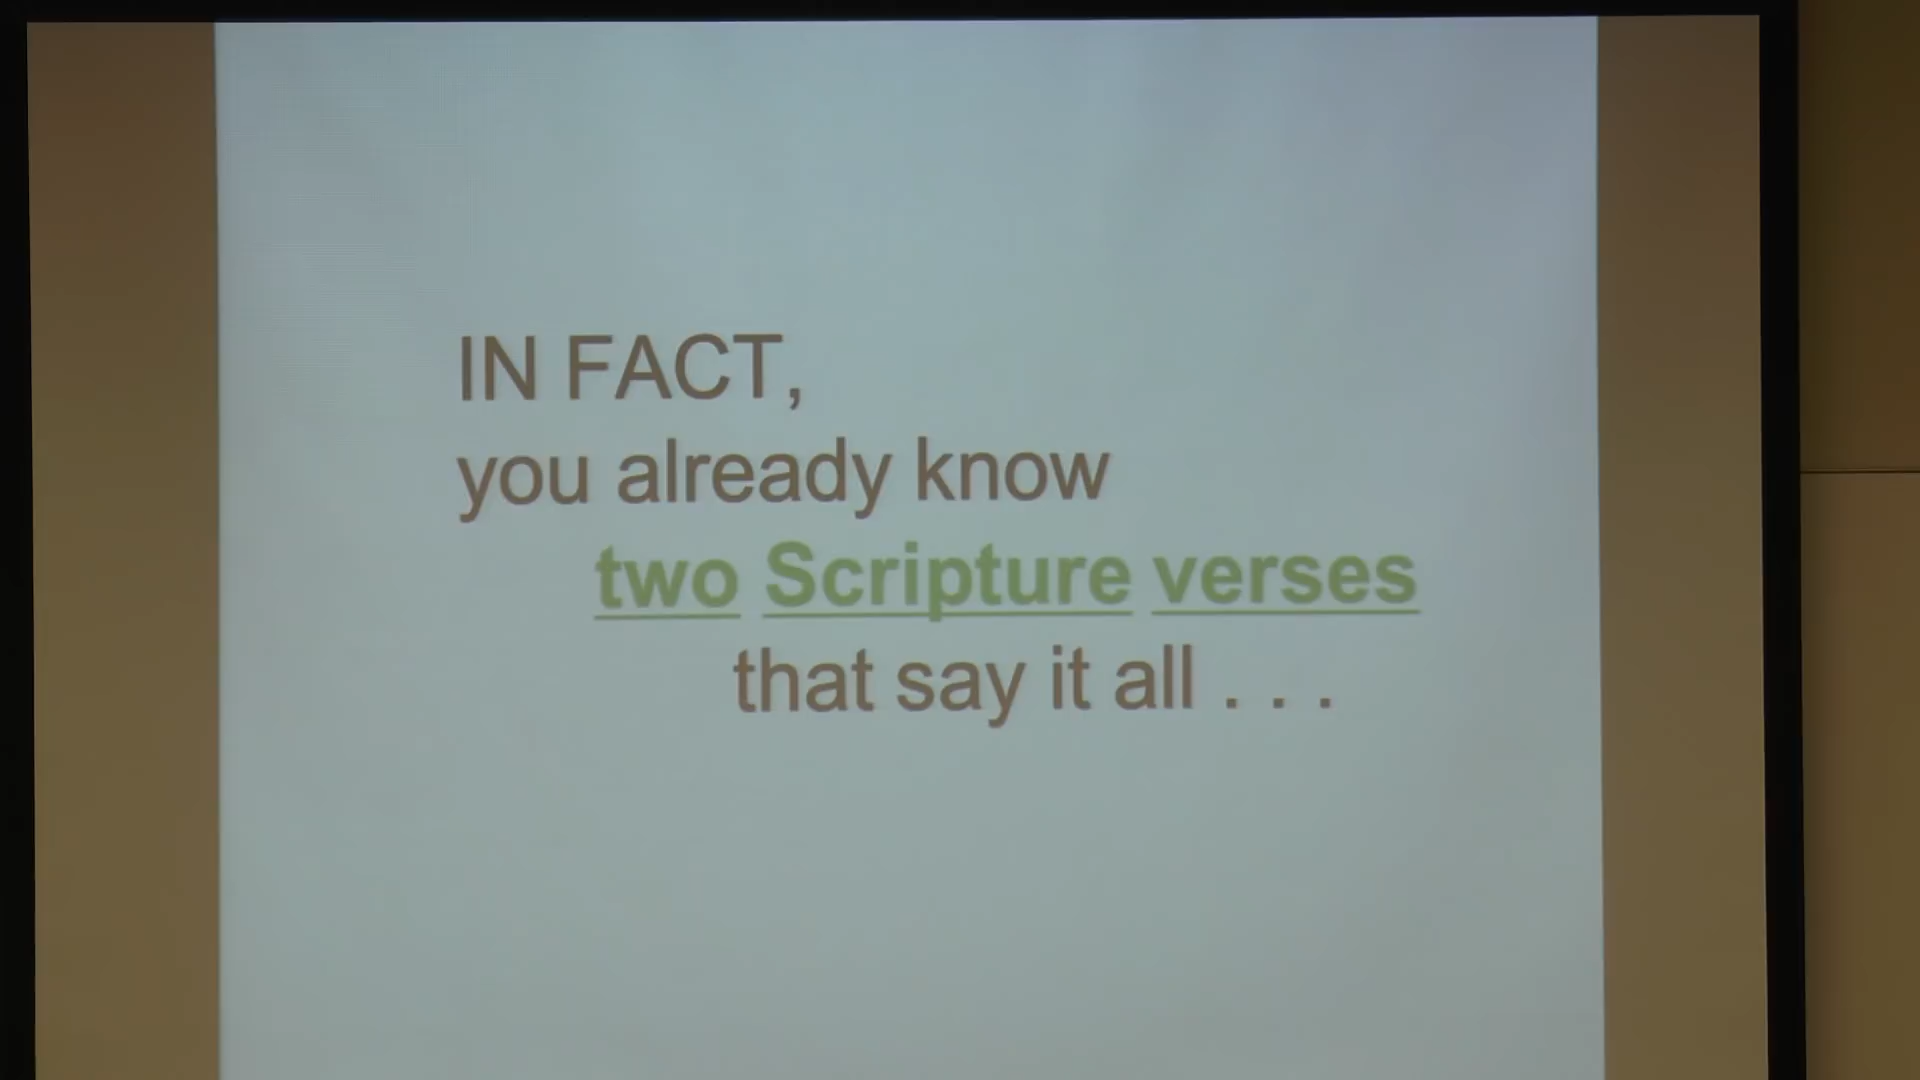 IN FACT,
you already know
two Scripture verses
that say it all . . .